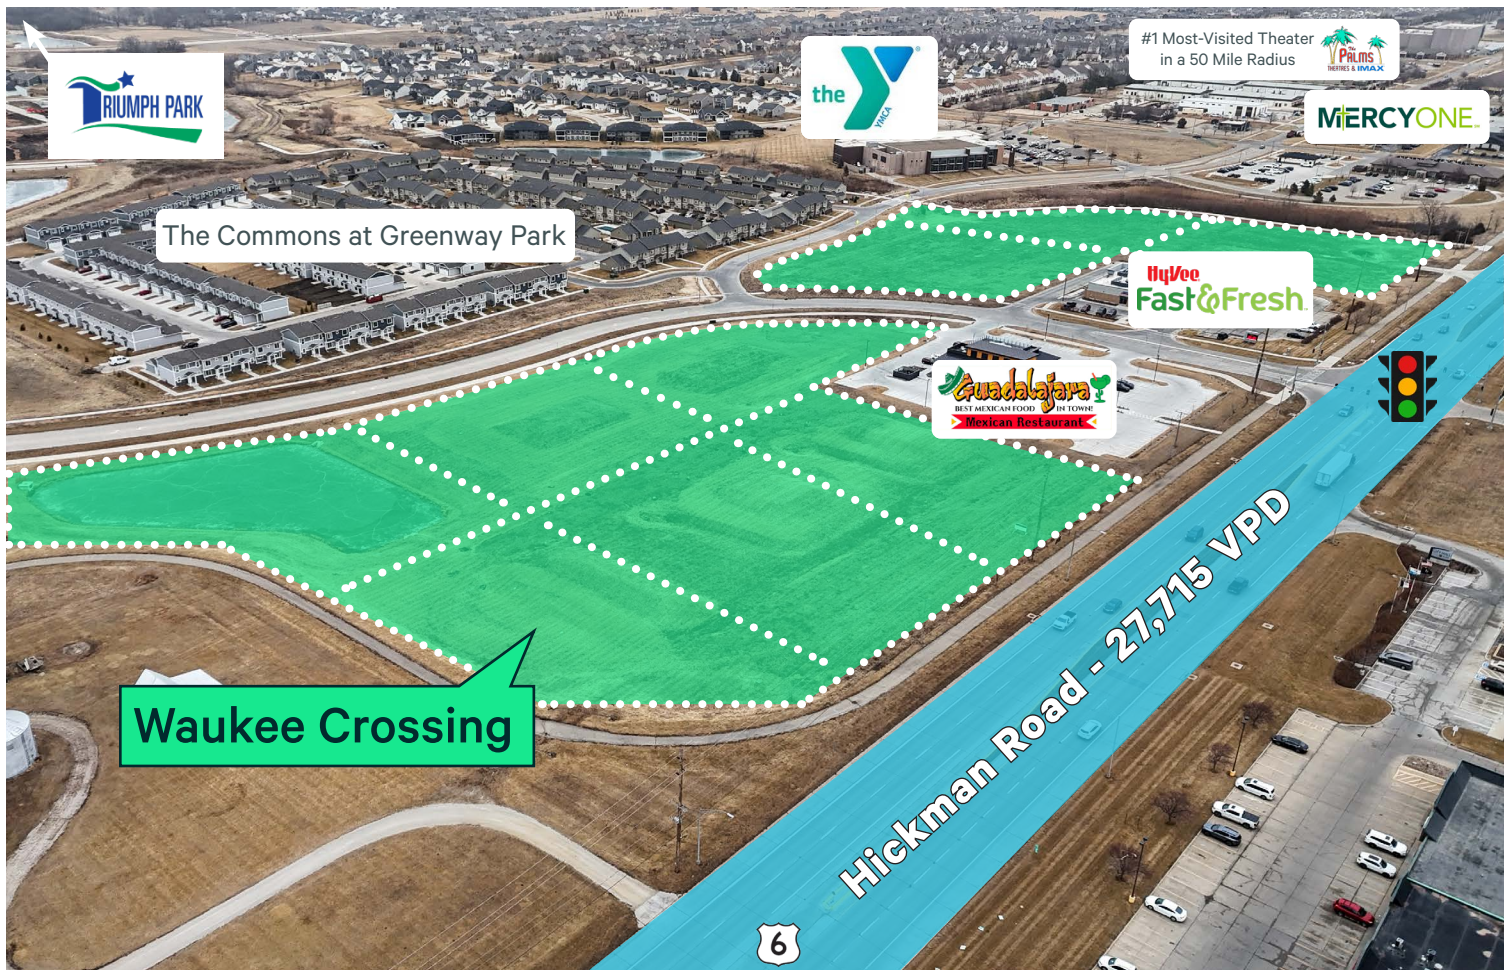 TRIUMPH PARK
the
YMCA
#1 Most-Visited Theater
in a 50 Mile Radius
The
PALMS
THEATRES & IMAX
MERCYONE
The Commons at Greenway Park
HyVee
Fast&Fresh
Guadalajara
BEST MEXICAN FOOD IN TOWN!
Mexican Restaurant
Waukee Crossing
Hickman Road - 27,715 VPD
6